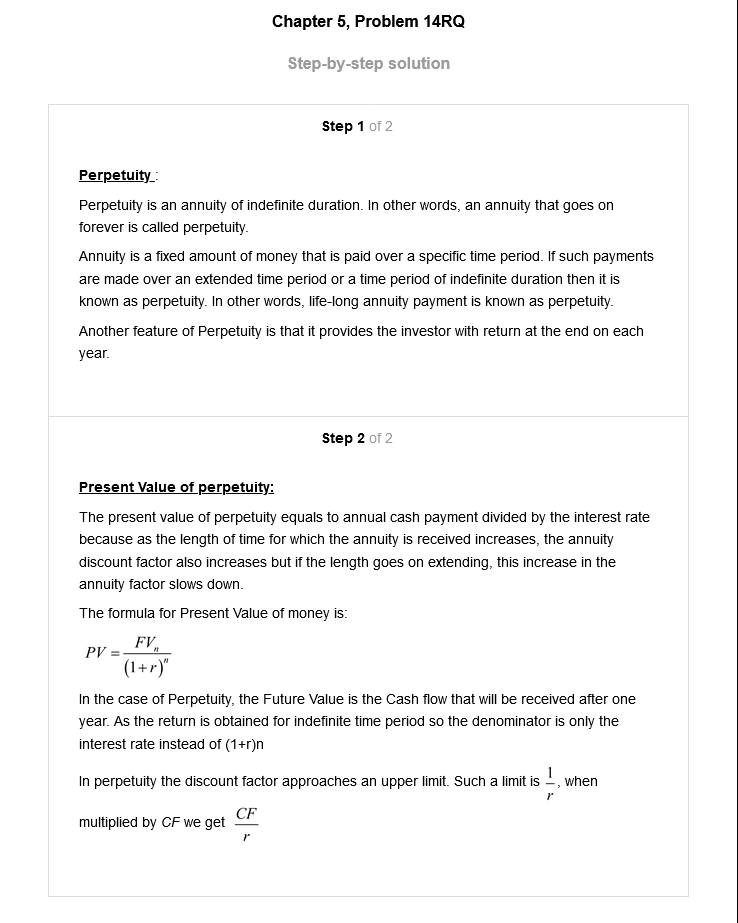 Chapter 5, Problem 14RQ
Step-by-step solution
Step 1 of 2
Perpetuity :
Perpetuity is an annuity of indefinite duration. In other words, an annuity that goes on
forever is called perpetuity.
Annuity is a fixed amount of money that is paid over a specific time period. If such payments
are made over an extended time period or a time period of indefinite duration then it is
known as perpetuity. In other words, life-long annuity payment is known as perpetuity.
Another feature of Perpetuity is that it provides the investor with return at the end on each
year.
Step 2 of 2
Present Value of perpetuity:
The present value of perpetuity equals to annual cash payment divided by the interest rate
because as the length of time for which the annuity is received increases, the annuity
discount factor also increases but if the length goes on extending, this increase in the
annuity factor slows down.
The formula for Present Value of money is:
PV = FVₙ / (1+r)ⁿ
In the case of Perpetuity, the Future Value is the Cash flow that will be received after one
year. As the return is obtained for indefinite time period so the denominator is only the
interest rate instead of (1+r)n
In perpetuity the discount factor approaches an upper limit. Such a limit is 1/r, when
multiplied by CF we get CF/r